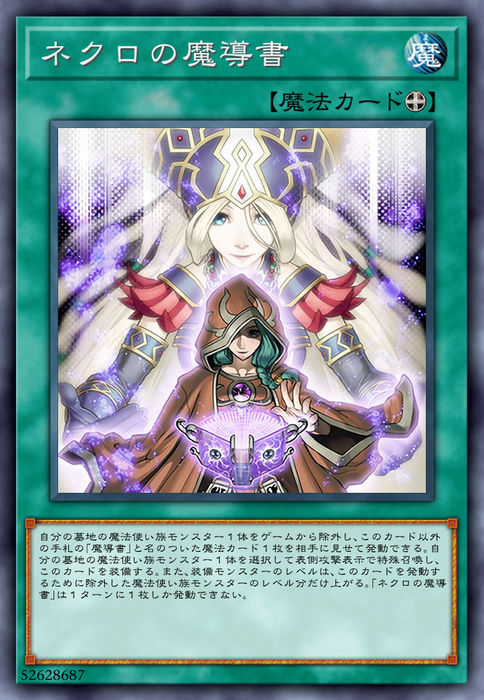 ネクロの魔導書
魔
【魔法カード】
自分の墓地の魔法使い族モンスター１体をゲームから除外し、このカード以外
の手札の「魔導書」と名のついた魔法カード１枚を相手に見せて発動できる。自
分の墓地の魔法使い族モンスター１体を選択して表側攻撃表示で特殊召喚し、
このカードを装備する。また、装備モンスターのレベルは、このカードを発動す
るために除外した魔法使い族モンスターのレベル分だけ上がる。「ネクロの魔導
書」は１ターンに１枚しか発動できない。
52628687